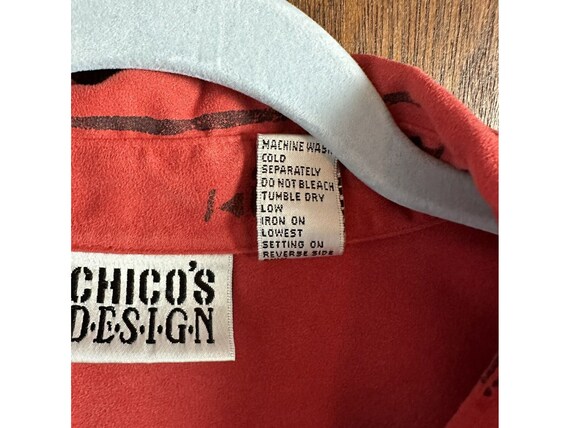 MACHINE WASH
COLD
SEPARATELY
DO NOT BLEACH
TUMBLE DRY
LOW
IRON ON
LOWEST
SETTING ON
REVERSE SIDE
CHICO'S
D·E·S·I·G·N